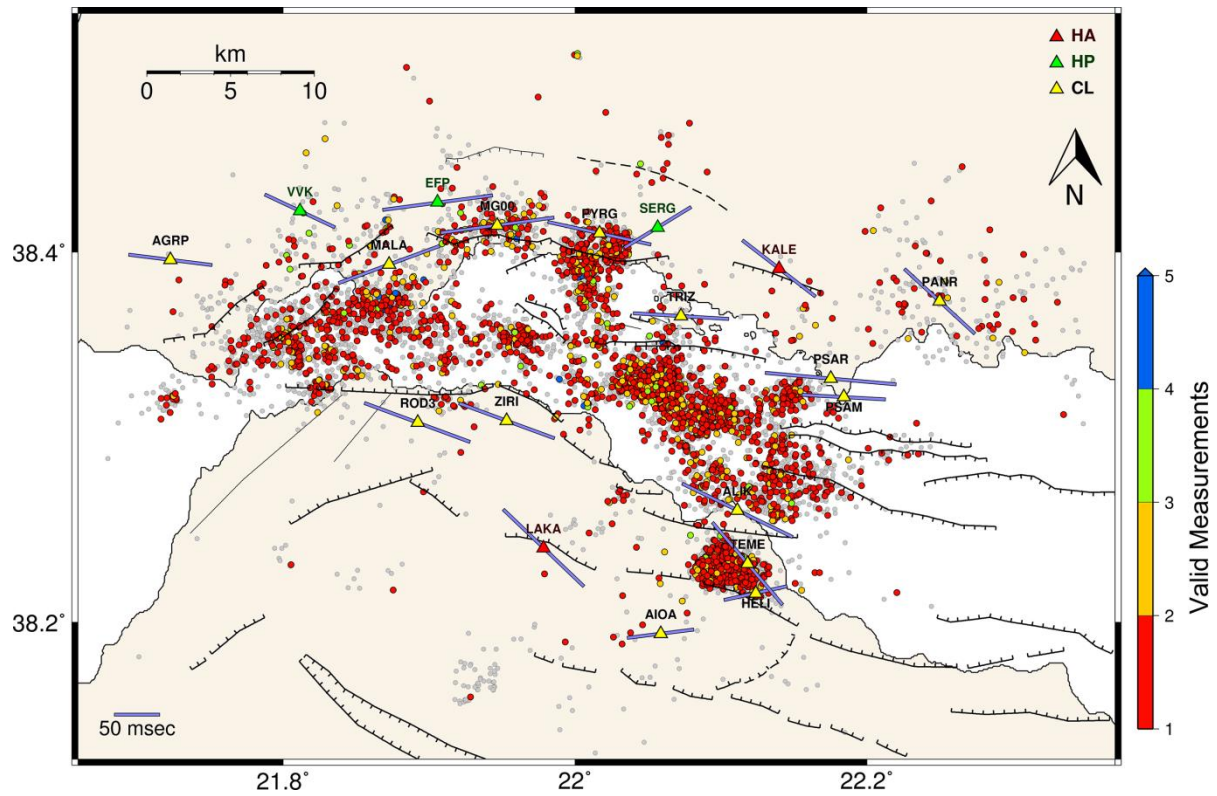 km
0 5 10
HA
HP
CL
N
VVK
EFP
MG00
PYRG
SERG
AGRP
MALA
KALE
PANR
TRIZ
PSAR
PSAM
ROD3
ZIRI
ALIK
LAKA
TEME
HELI
AIOA
50 msec
38.4°
38.2°
21.8°
22°
22.2°
5
4
3
2
1
Valid Measurements